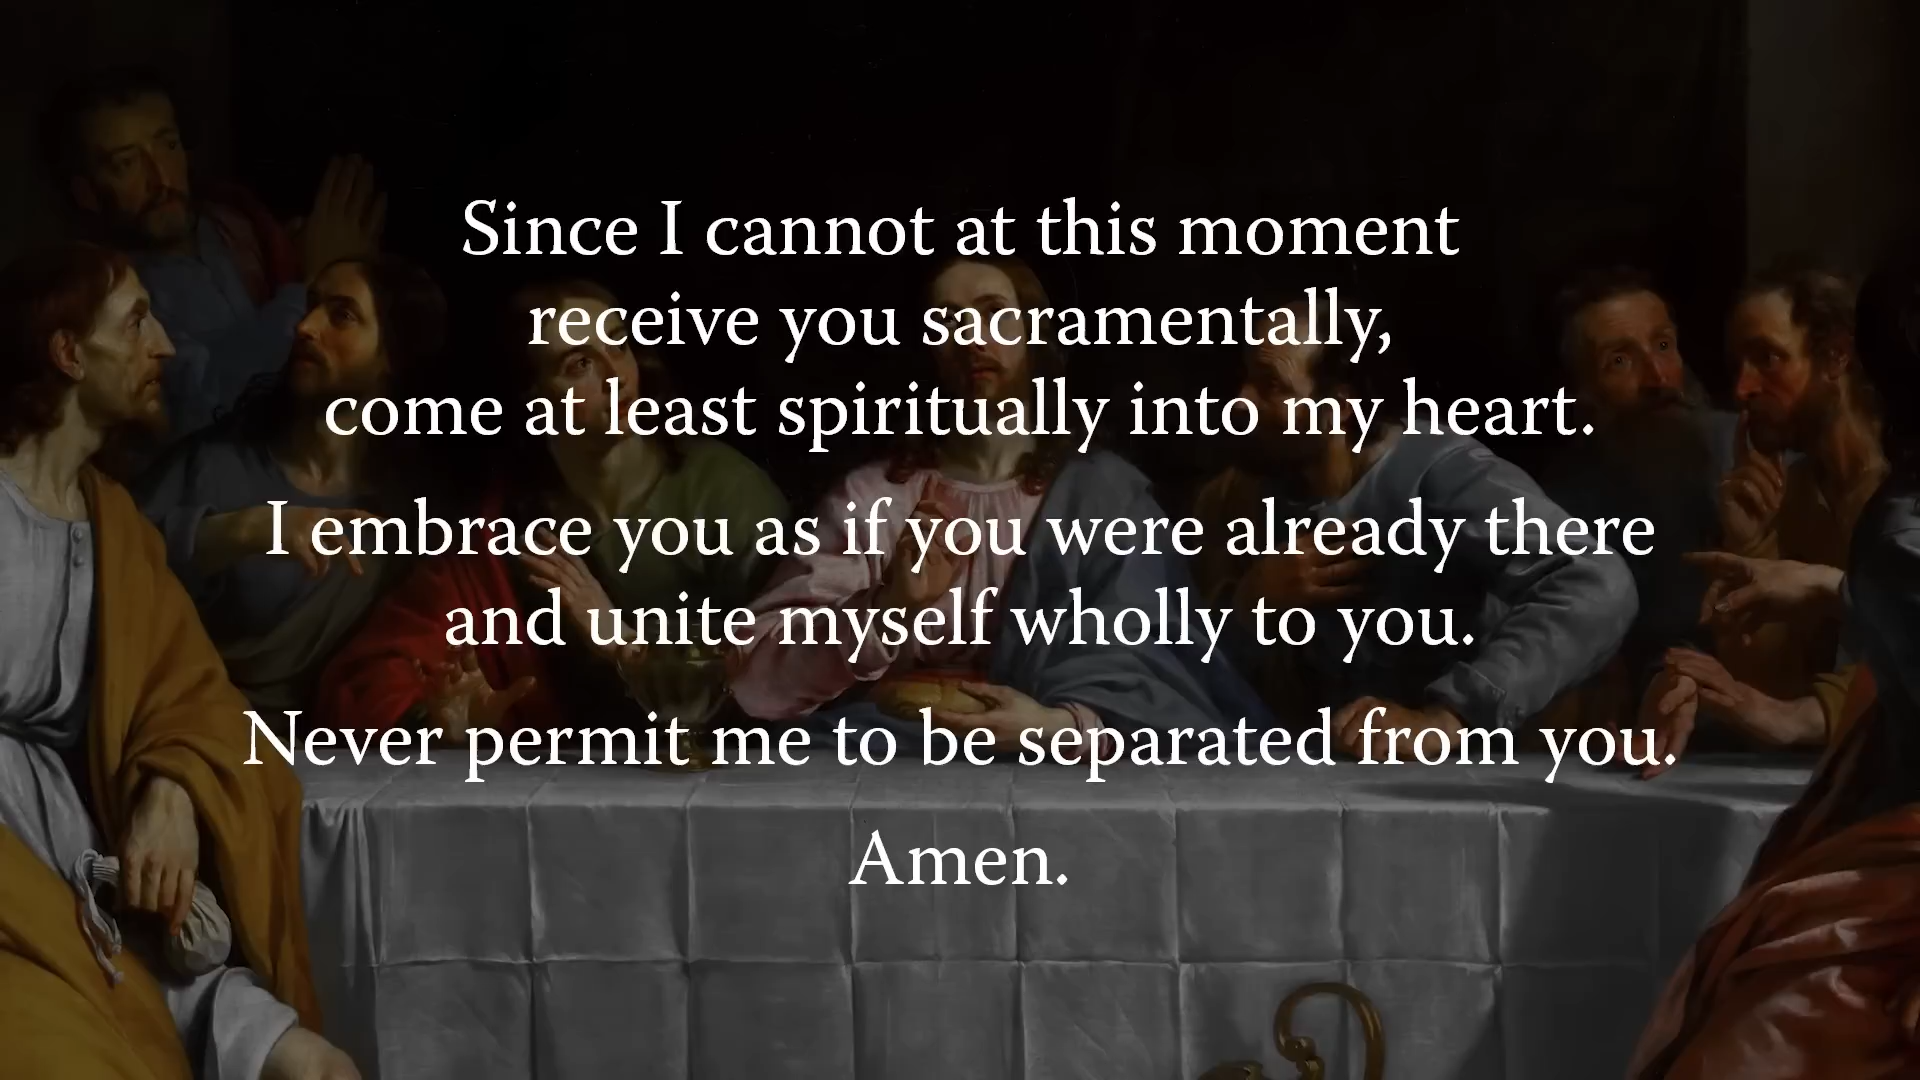 Since I cannot at this moment
receive you sacramentally,
come at least spiritually into my heart.
I embrace you as if you were already there
and unite myself wholly to you.
Never permit me to be separated from you.
Amen.